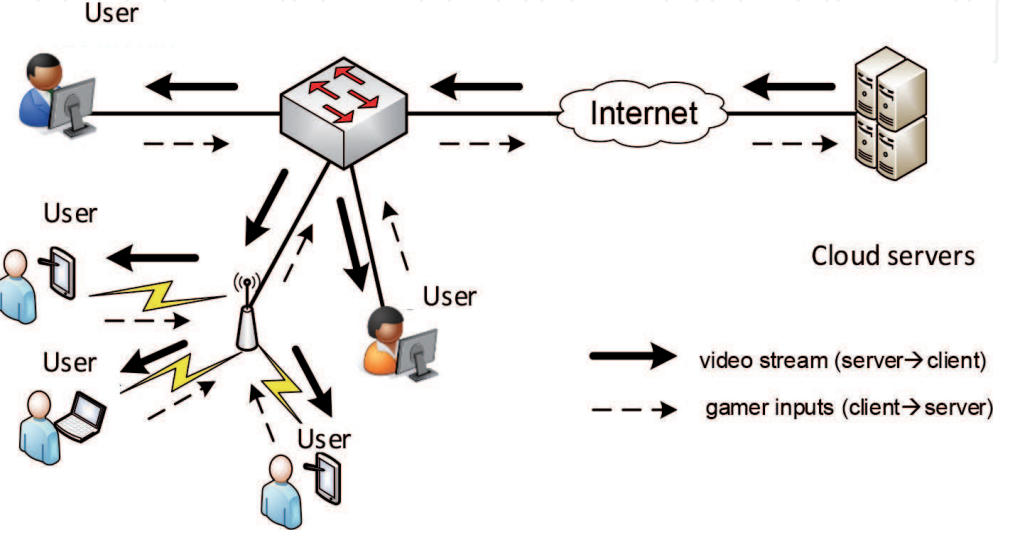 User
Internet
User
Cloud servers
User
User
video stream (server→client)
gamer inputs (client→server)
User